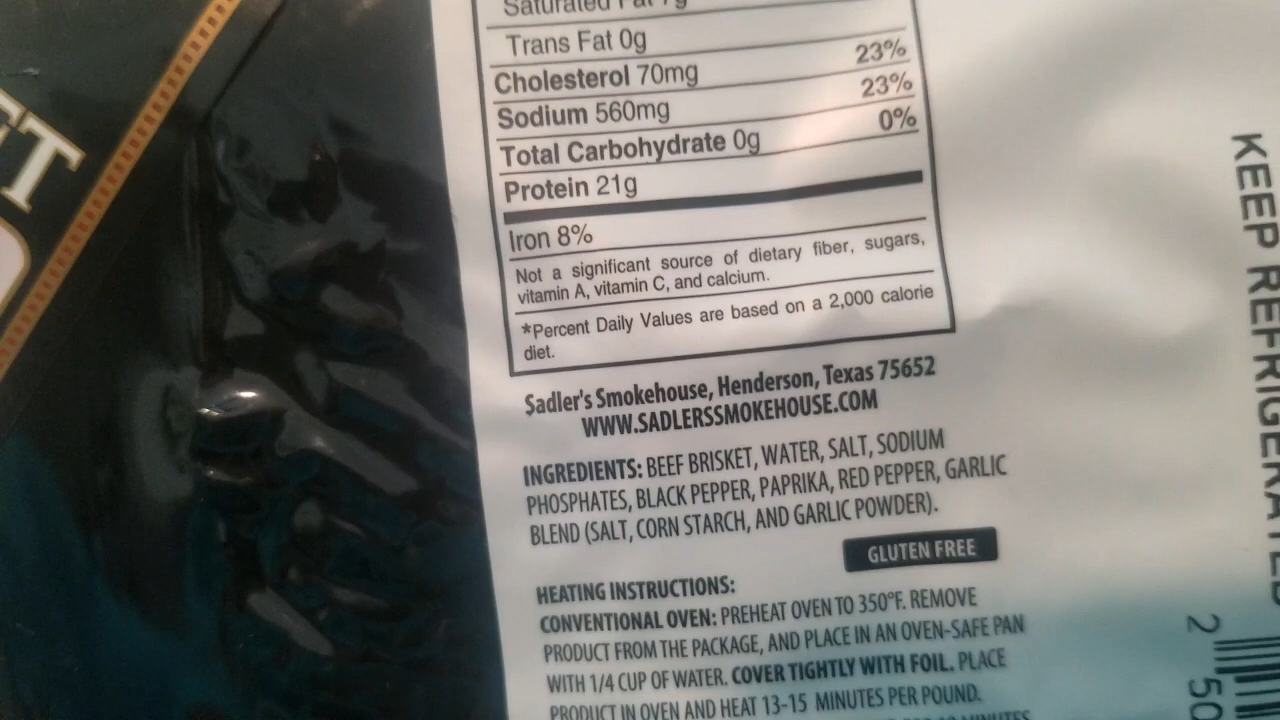 Saturated Fat 7g
Trans Fat 0g
Cholesterol 70mg 23%
Sodium 560mg 23%
Total Carbohydrate 0g 0%
Protein 21g
Iron 8%
Not a significant source of dietary fiber, sugars,
vitamin A, vitamin C, and calcium.
*Percent Daily Values are based on a 2,000 calorie
diet.
Sadler's Smokehouse, Henderson, Texas 75652
WWW.SADLERSSMOKEHOUSE.COM
INGREDIENTS: BEEF BRISKET, WATER, SALT, SODIUM
PHOSPHATES, BLACK PEPPER, PAPRIKA, RED PEPPER, GARLIC
BLEND (SALT, CORN STARCH, AND GARLIC POWDER).
GLUTEN FREE
HEATING INSTRUCTIONS:
CONVENTIONAL OVEN: PREHEAT OVEN TO 350°F. REMOVE
PRODUCT FROM THE PACKAGE, AND PLACE IN AN OVEN-SAFE PAN
WITH 1/4 CUP OF WATER. COVER TIGHTLY WITH FOIL. PLACE
PRODUCT IN OVEN AND HEAT 13-15 MINUTES PER POUND.
MINUTES
KEEP REFRIGERATED
2 50